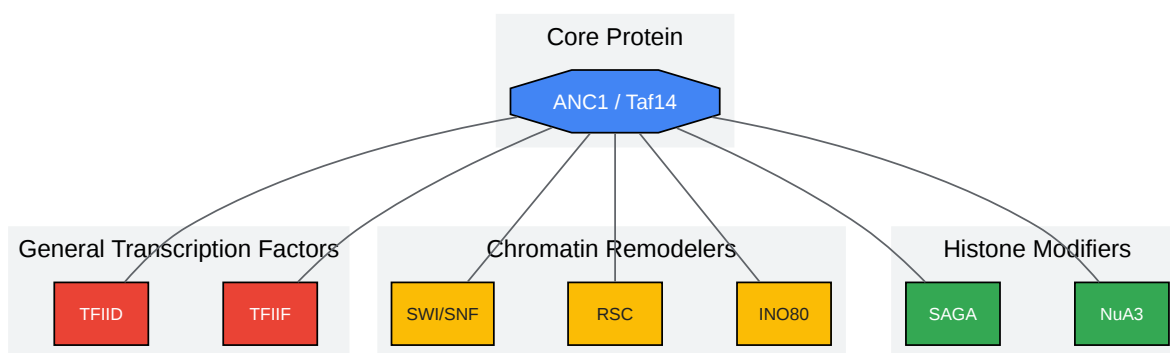 Core Protein
ANC1 / Taf14
General Transcription Factors
Chromatin Remodelers
Histone Modifiers
TFIID
TFIIF
SWI/SNF
RSC
INO80
SAGA
NuA3